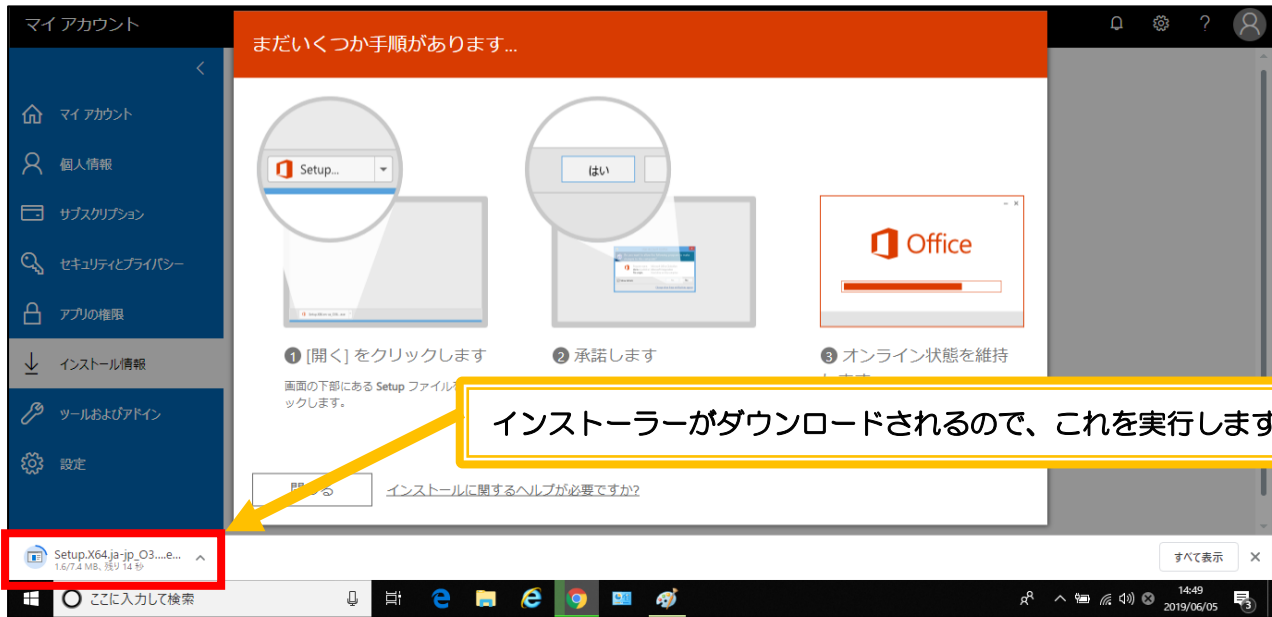 マイ アカウント
まだいくつか手順があります...
?
マイ アカウント
個人情報
サブスクリプション
セキュリティとプライバシー
アプリの権限
インストール情報
ツールおよびアドイン
設定
Setup...
はい
Office
❶ [開く] をクリックします
❷ 承諾します
❸ オンライン状態を維持
画面の下部にある Setup ファイル
ックします。
インストーラーがダウンロードされるので、これを実行します
インストールに関するヘルプが必要ですか?
Setup.X64.ja-jp_O3....e...
1.6/7.4 MB、残り 14 秒
すべて表示
ここに入力して検索
14:49
2019/06/05
3